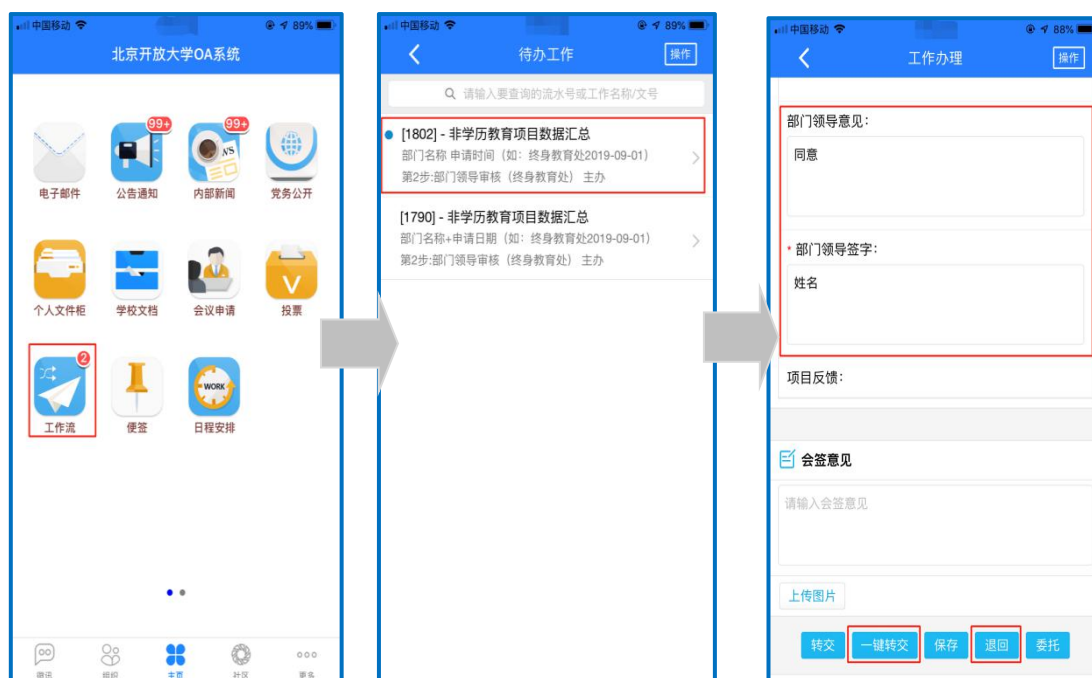 中国移动
89%
北京开放大学OA系统
99+
99+
NS
电子邮件
公告通知
内部新闻
党务公开
V
个人文件柜
学校文档
会议申请
投票
2
WORK
工作流
便签
日程安排
微讯
组织
主页
社区
更多
中国移动
89%
待办工作
操作
请输入要查询的流水号或工作名称/文号
[1802] - 非学历教育项目数据汇总
部门名称 申请时间（如：终身教育处2019-09-01）
第2步:部门领导审核（终身教育处） 主办
[1790] - 非学历教育项目数据汇总
部门名称+申请日期（如：终身教育处2019-09-01）
第2步:部门领导审核（终身教育处） 主办
中国移动
88%
工作办理
操作
部门领导意见：
同意
* 部门领导签字：
姓名
项目反馈：
会签意见
请输入会签意见
上传图片
转交
一键转交
保存
退回
委托